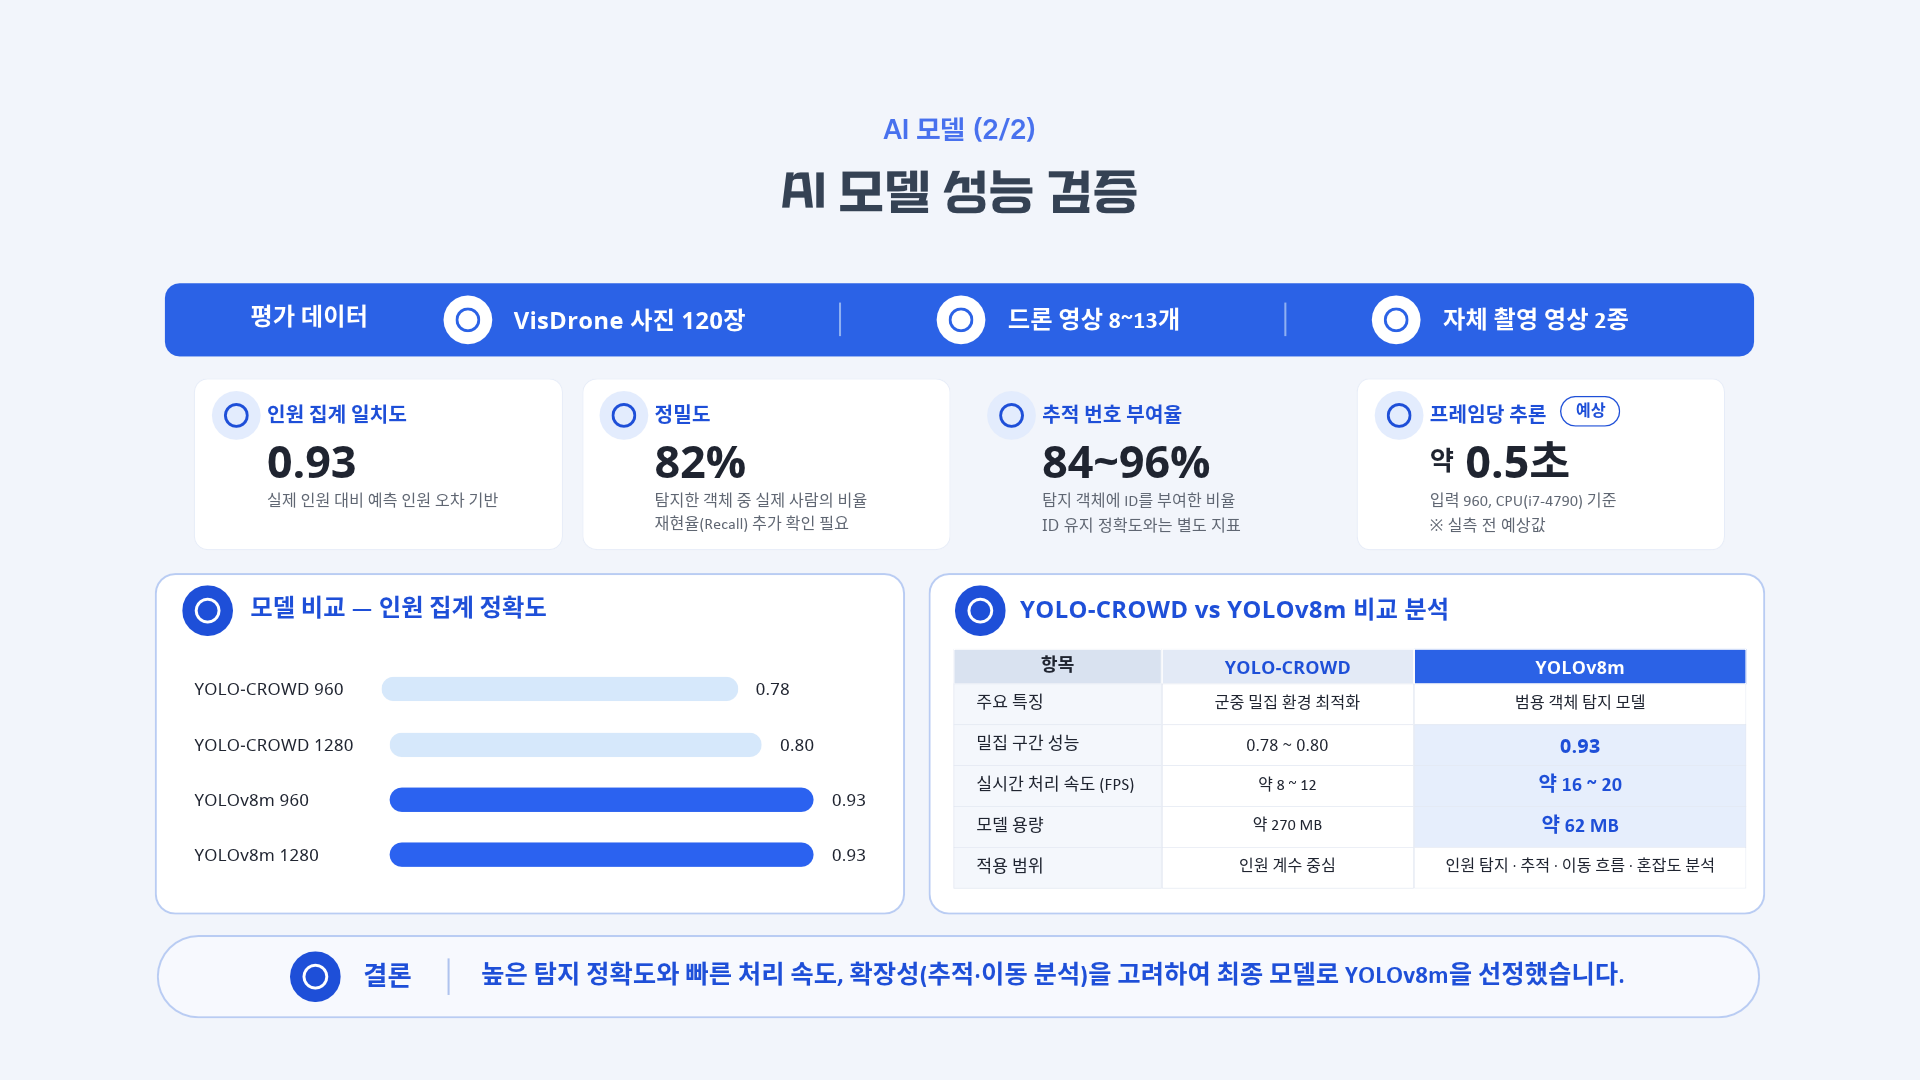 AI 모델 (2/2)
AI 모델 성능 검증
평가 데이터
VisDrone 사진 120장
드론 영상 8~13개
자체 촬영 영상 2종
인원 집계 일치도
0.93
실제 인원 대비 예측 인원 오차 기반
정밀도
82%
탐지한 객체 중 실제 사람의 비율
재현율(Recall) 추가 확인 필요
추적 번호 부여율
84~96%
탐지 객체에 ID를 부여한 비율
ID 유지 정확도와는 별도 지표
프레임당 추론 예상
약 0.5초
입력 960, CPU(i7-4790) 기준
※ 실측 전 예상값
모델 비교 — 인원 집계 정확도
YOLO-CROWD 960 0.78
YOLO-CROWD 1280 0.80
YOLOv8m 960 0.93
YOLOv8m 1280 0.93
YOLO-CROWD vs YOLOv8m 비교 분석
항목 YOLO-CROWD YOLOv8m
주요 특징 군중 밀집 환경 최적화 범용 객체 탐지 모델
밀집 구간 성능 0.78 ~ 0.80 0.93
실시간 처리 속도 (FPS) 약 8 ~ 12 약 16 ~ 20
모델 용량 약 270 MB 약 62 MB
적용 범위 인원 계수 중심 인원 탐지 · 추적 · 이동 흐름 · 혼잡도 분석
결론
높은 탐지 정확도와 빠른 처리 속도, 확장성(추적·이동 분석)을 고려하여 최종 모델로 YOLOv8m을 선정했습니다.